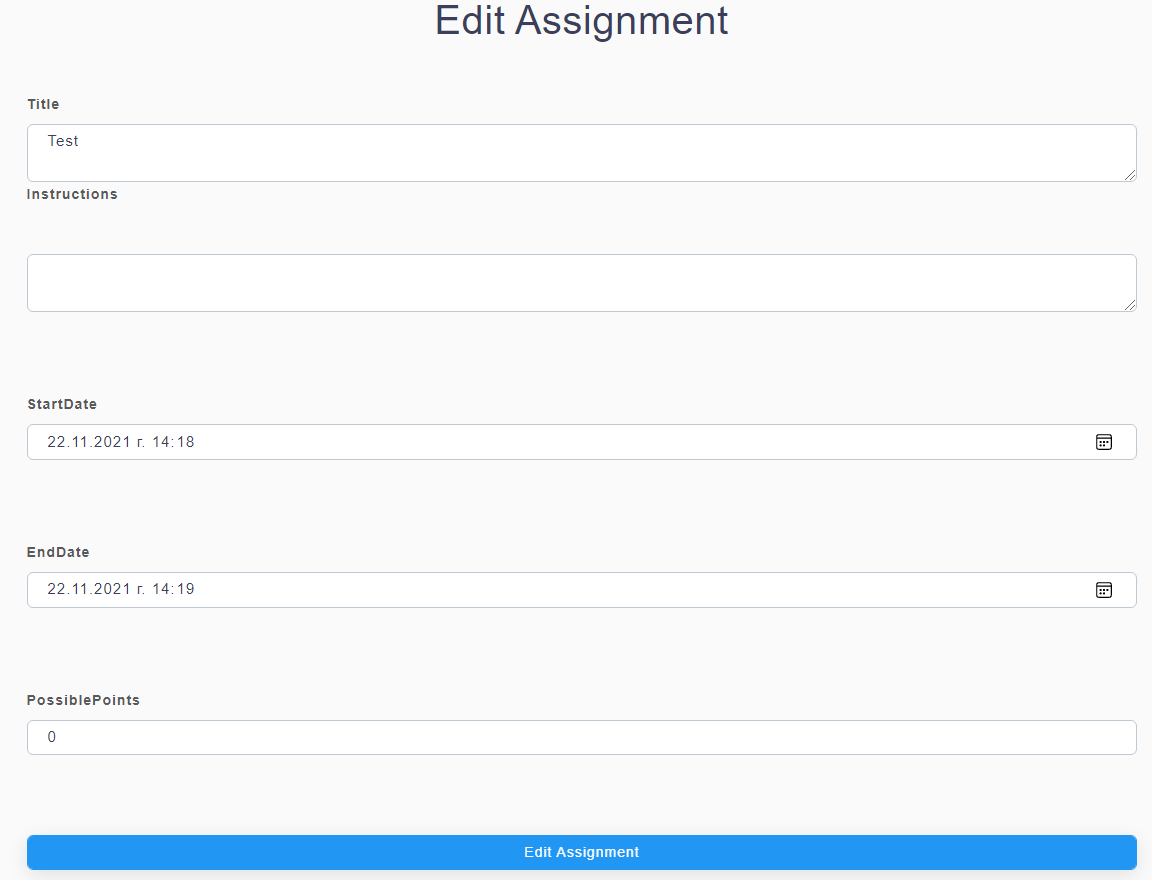 Edit Assignment
Title
Test
Instructions
StartDate
22.11.2021 г. 14:18
EndDate
22.11.2021 г. 14:19
PossiblePoints
0
Edit Assignment